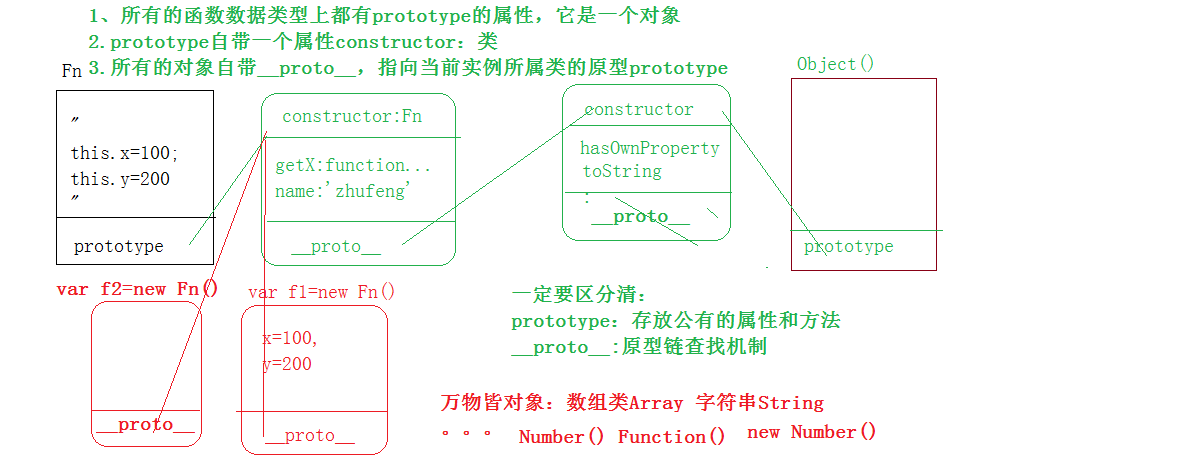 1、所有的函数数据类型上都有prototype的属性，它是一个对象
2.prototype自带一个属性constructor：类
3.所有的对象自带__proto__，指向当前实例所属类的原型prototype
Fn
"
this.x=100;
this.y=200
"
prototype
constructor:Fn
getX:function...
name:'zhufeng'
__proto__
constructor
hasOwnProperty
toString
:
__proto__
Object()
prototype
var f2=new Fn()
__proto__
var f1=new Fn()
x=100,
y=200
__proto__
一定要区分清：
prototype：存放公有的属性和方法
__proto__:原型链查找机制
万物皆对象：数组类Array 字符串String
。。。 Number() Function() new Number()